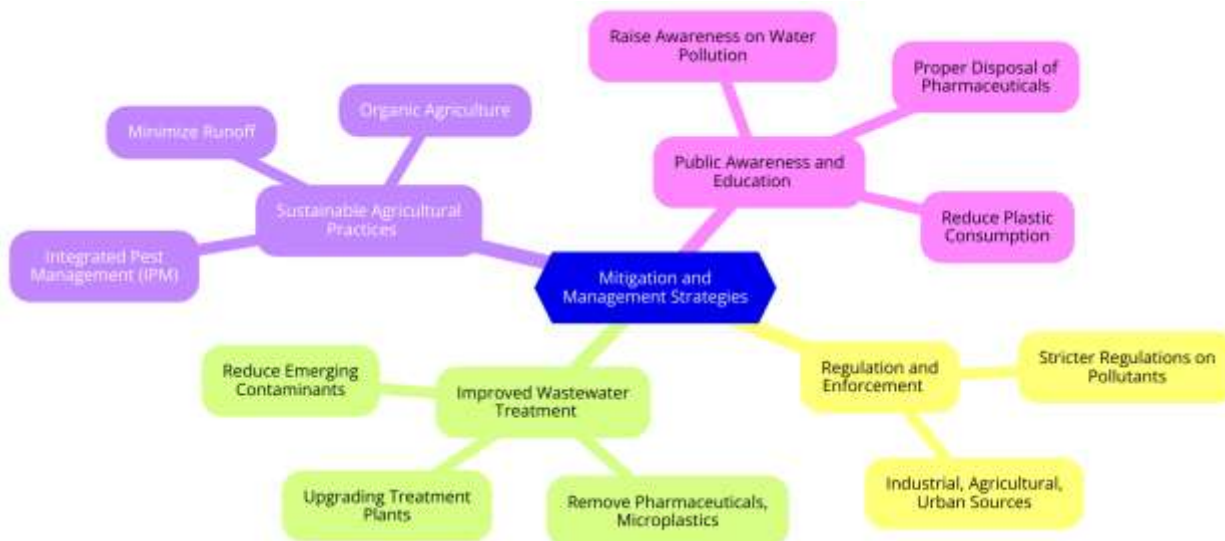 Raise Awareness on Water
Pollution
Proper Disposal of
Pharmaceuticals
Organic Agriculture
Minimize Runoff
Public Awareness and
Education
Sustainable Agricultural
Practices
Reduce Plastic
Consumption
Integrated Pest
Management (IPM)
Mitigation and
Management Strategies
Reduce Emerging
Contaminants
Improved Wastewater
Treatment
Regulation and
Enforcement
Stricter Regulations on
Pollutants
Upgrading Treatment
Plants
Remove Pharmaceuticals,
Microplastics
Industrial, Agricultural,
Urban Sources